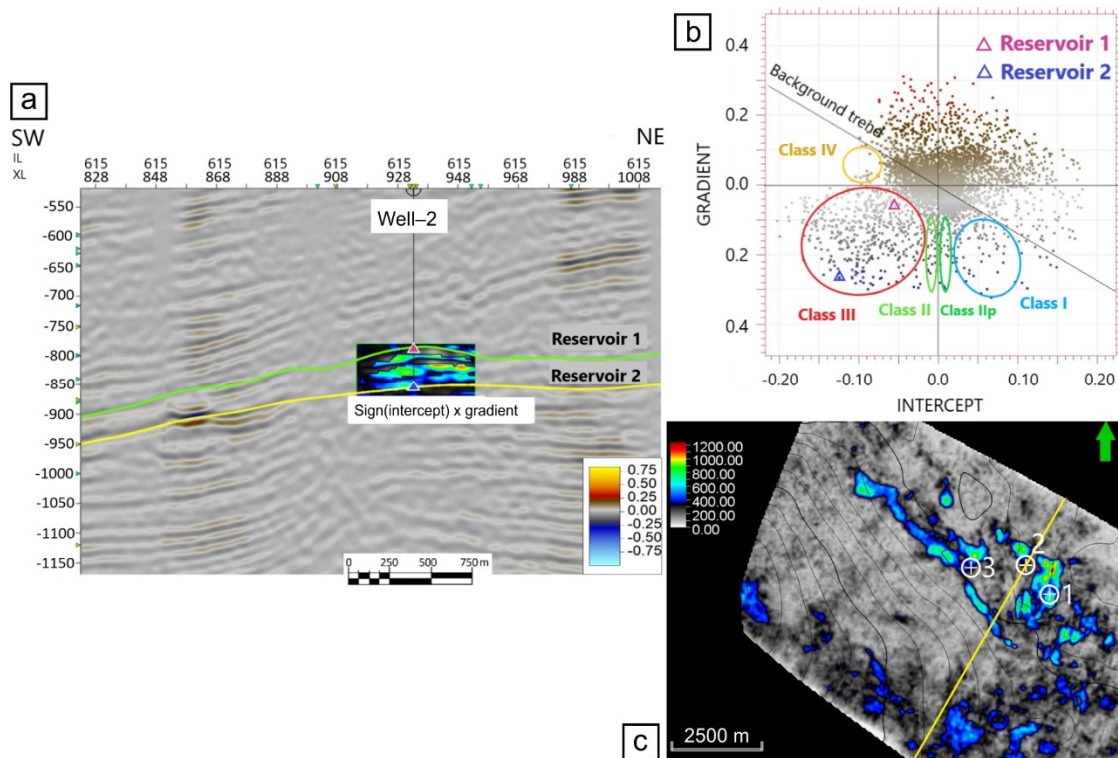 a
SW
NE
IL
XL
615 615 615 615 615 615 615 615 615 615
828 848 868 888 908 928 948 968 988 1008
Well–2
-550
-600
-650
-700
-750
-800
-850
-900
-950
-1000
-1050
-1100
-1150
Reservoir 1
Reservoir 2
Sign(intercept) x gradient
0.75
0.50
0.25
0.00
-0.25
-0.50
-0.75
0 250 500 750m
b
Reservoir 1
Reservoir 2
Background trend
Class IV
Class III
Class II
Class IIp
Class I
GRADIENT
0.4
0.2
0.0
0.2
0.4
-0.20 -0.10 0.0 0.10 0.20
INTERCEPT
1200.00
1000.00
800.00
600.00
400.00
200.00
0.00
2
3
1
2500 m
c